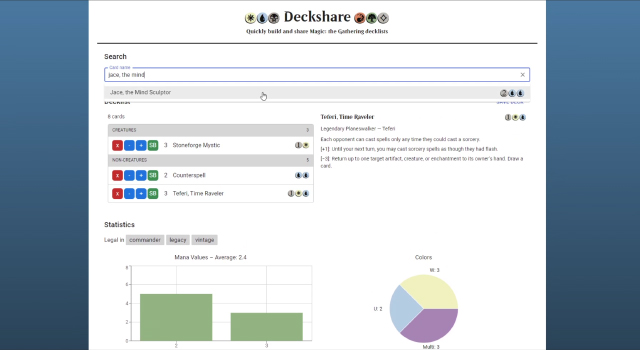 Deckshare
Quickly build and share Magic: the Gathering decklists
Search
Card name
jace, the mind
Jace, the Mind Sculptor
Decklist
8 cards
CREATURES 3
x - + SB 3 Stoneforge Mystic
NON-CREATURES 5
x - + SB 2 Counterspell
x - + SB 3 Teferi, Time Raveler
Teferi, Time Raveler
Legendary Planeswalker — Teferi
Each opponent can cast spells only any time they could cast a sorcery.
[+1]: Until your next turn, you may cast sorcery spells as though they had flash.
[−3]: Return up to one target artifact, creature, or enchantment to its owner's hand. Draw a
card.
Statistics
Legal in commander legacy vintage
Mana Values – Average: 2.4
8
6
4
2
0
2
3
Colors
W: 3
U: 2
Multi: 3